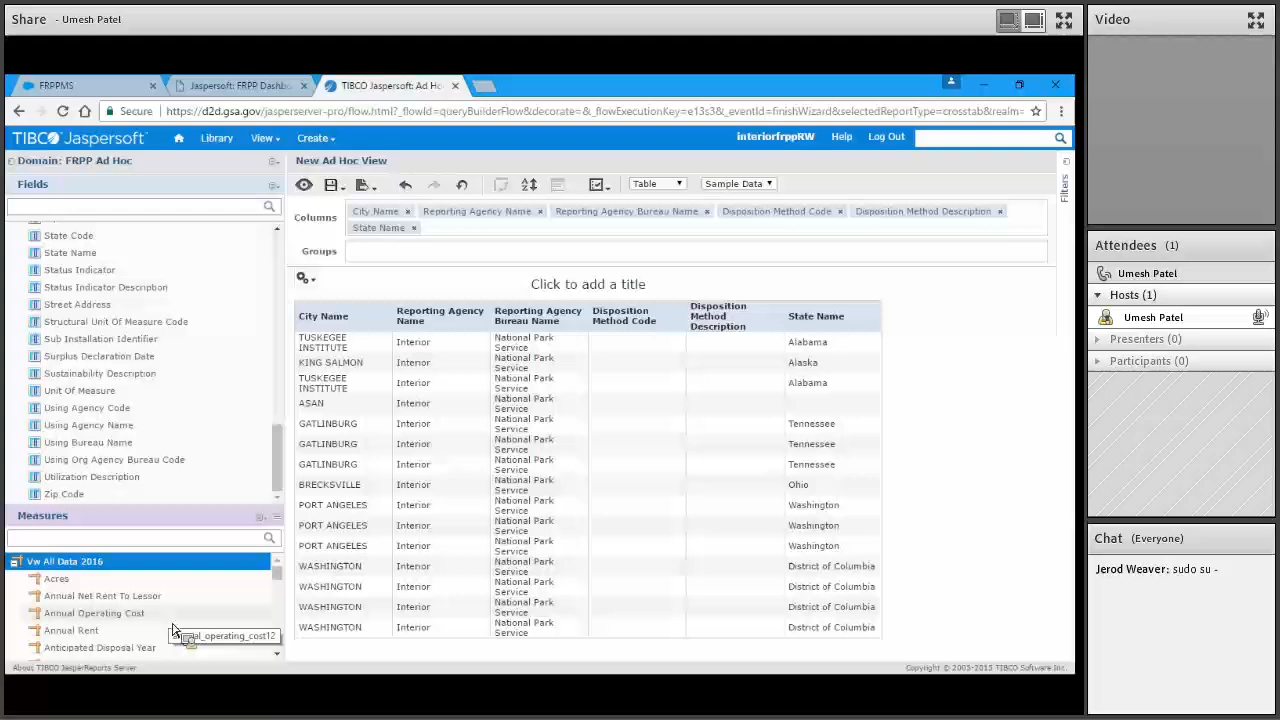 Share - Umesh Patel
Video
FRPPMS
Jaspersoft: FRPP Dashbo
TIBCO Jaspersoft: Ad Ho
Secure https://d2d.gsa.gov/jasperserver-pro/flow.html?_flowId=queryBuilderFlow&decorate=&_flowExecutionKey=e13s3&_eventId=finishWizard&selectedReportType=crosstab&realm=
TIBCO Jaspersoft Library View Create interiorfrppRW Help Log Out
Domain: FRPP Ad Hoc
New Ad Hoc View
Filters
Fields
Table
Sample Data
Columns
City Name × Reporting Agency Name × Reporting Agency Bureau Name × Disposition Method Code × Disposition Method Description ×
State Name ×
Groups
State Code
State Name
Status Indicator
Status Indicator Description
Street Address
Structural Unit Of Measure Code
Sub Installation Identifier
Surplus Declaration Date
Sustainability Description
Unit Of Measure
Using Agency Code
Using Agency Name
Using Bureau Name
Using Org Agency Bureau Code
Utilization Description
Zip Code
Measures
Vw All Data 2016
Acres
Annual Net Rent To Lessor
Annual Operating Cost
Annual Rent
al_operating_cost12
Anticipated Disposal Year
Click to add a title
City Name
Reporting Agency
Name
Reporting Agency
Bureau Name
Disposition
Method Code
Disposition
Method
Description
State Name
TUSKEGEE
INSTITUTE
Interior
National Park
Service
Alabama
KING SALMON
Interior
National Park
Service
Alaska
TUSKEGEE
INSTITUTE
Interior
National Park
Service
Alabama
ASAN
Interior
National Park
Service
GATLINBURG
Interior
National Park
Service
Tennessee
GATLINBURG
Interior
National Park
Service
Tennessee
GATLINBURG
Interior
National Park
Service
Tennessee
BRECKSVILLE
Interior
National Park
Service
Ohio
PORT ANGELES
Interior
National Park
Service
Washington
PORT ANGELES
Interior
National Park
Service
Washington
PORT ANGELES
Interior
National Park
Service
Washington
WASHINGTON
Interior
National Park
Service
District of Columbia
WASHINGTON
Interior
National Park
Service
District of Columbia
WASHINGTON
Interior
National Park
Service
District of Columbia
WASHINGTON
Interior
National Park
Service
District of Columbia
About TIBCO JasperReports Server
Copyright © 2005-2015 TIBCO Software Inc.
Attendees (1)
Umesh Patel
Hosts (1)
Umesh Patel
Presenters (0)
Participants (0)
Chat (Everyone)
Jerod Weaver: sudo su -